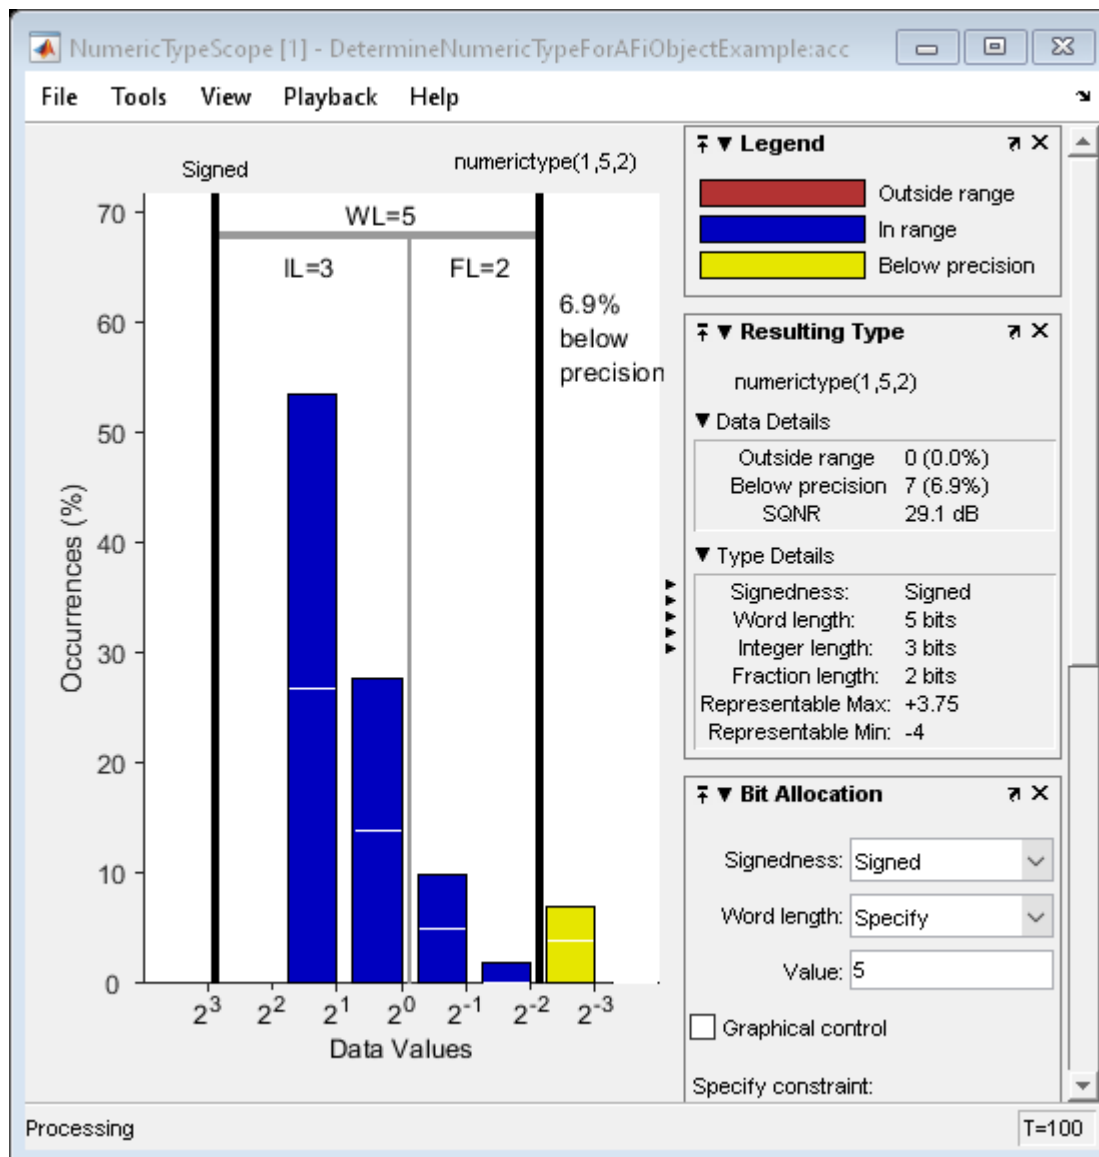 NumericTypeScope [1] - DetermineNumericTypeForAFiObjectExample:acc
File Tools View Playback Help
Signed
numerictype(1,5,2)
WL=5
IL=3
FL=2
6.9%
below
precision
70
60
50
40
30
20
10
0
Occurrences (%)
2^3 2^2 2^1 2^0 2^-1 2^-2 2^-3
Data Values
Legend
Outside range
In range
Below precision
Resulting Type
numerictype(1,5,2)
Data Details
Outside range 0 (0.0%)
Below precision 7 (6.9%)
SQNR 29.1 dB
Type Details
Signedness: Signed
Word length: 5 bits
Integer length: 3 bits
Fraction length: 2 bits
Representable Max: +3.75
Representable Min: -4
Bit Allocation
Signedness: Signed
Word length: Specify
Value: 5
Graphical control
Specify constraint:
Processing
T=100